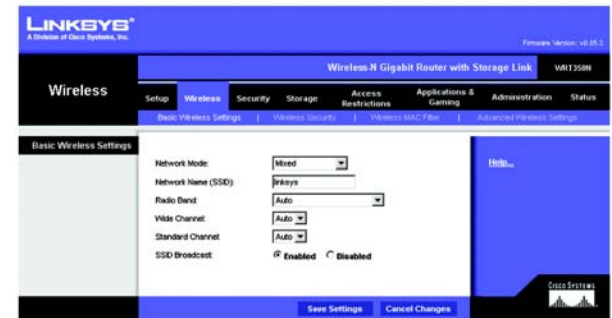 LINKSYS®
A Division of Cisco Systems, Inc.
Firmware Version: v0.05.3
Wireless-N Gigabit Router with Storage Link WRT350N
Wireless
Setup Wireless Security Storage Access Restrictions Applications & Gaming Administration Status
Basic Wireless Settings | Wireless Security | Wireless MAC Filter | Advanced Wireless Settings
Basic Wireless Settings
Network Mode: Mixed
Network Name (SSID): linksys
Radio Band: Auto
Wide Channel: Auto
Standard Channel: Auto
SSID Broadcast: Enabled Disabled
Help...
Save Settings Cancel Changes
CISCO SYSTEMS